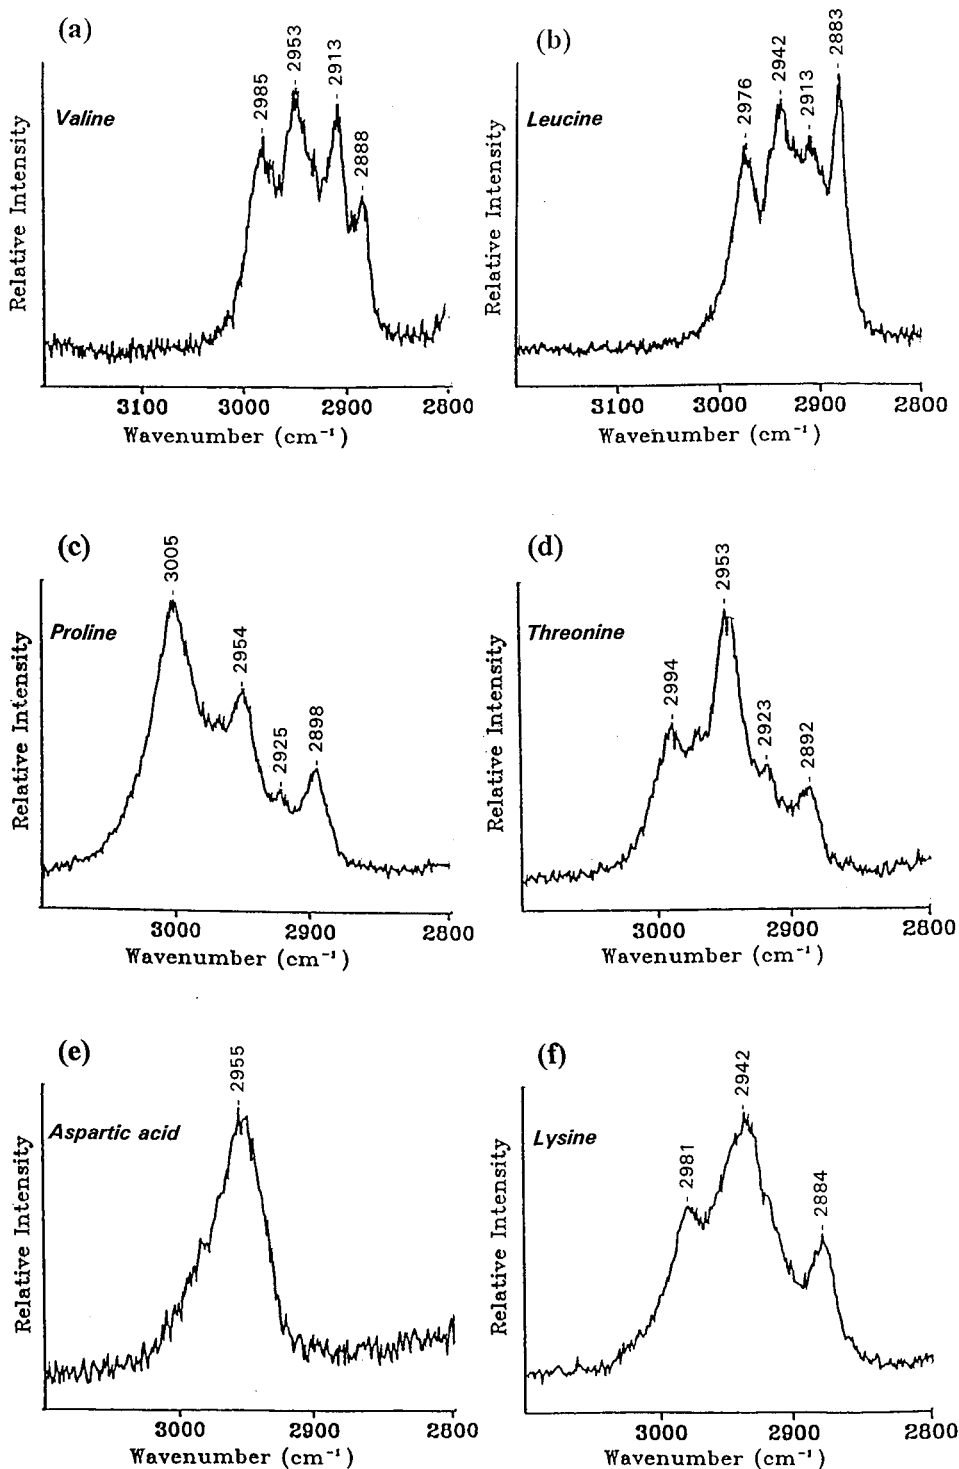 (a)
2985
2953
2913
2888
Valine
Relative Intensity
3100 3000 2900 2800
Wavenumber (cm⁻¹)
(b)
2976
2942
2913
2883
Leucine
Relative Intensity
3100 3000 2900 2800
Wavenumber (cm⁻¹)
(c)
3005
2954
2925
2898
Proline
Relative Intensity
3000 2900 2800
Wavenumber (cm⁻¹)
(d)
2994
2953
2923
2892
Threonine
Relative Intensity
3000 2900 2800
Wavenumber (cm⁻¹)
(e)
2955
Aspartic acid
Relative Intensity
3000 2900 2800
Wavenumber (cm⁻¹)
(f)
2981
2942
2884
Lysine
Relative Intensity
3000 2900 2800
Wavenumber (cm⁻¹)